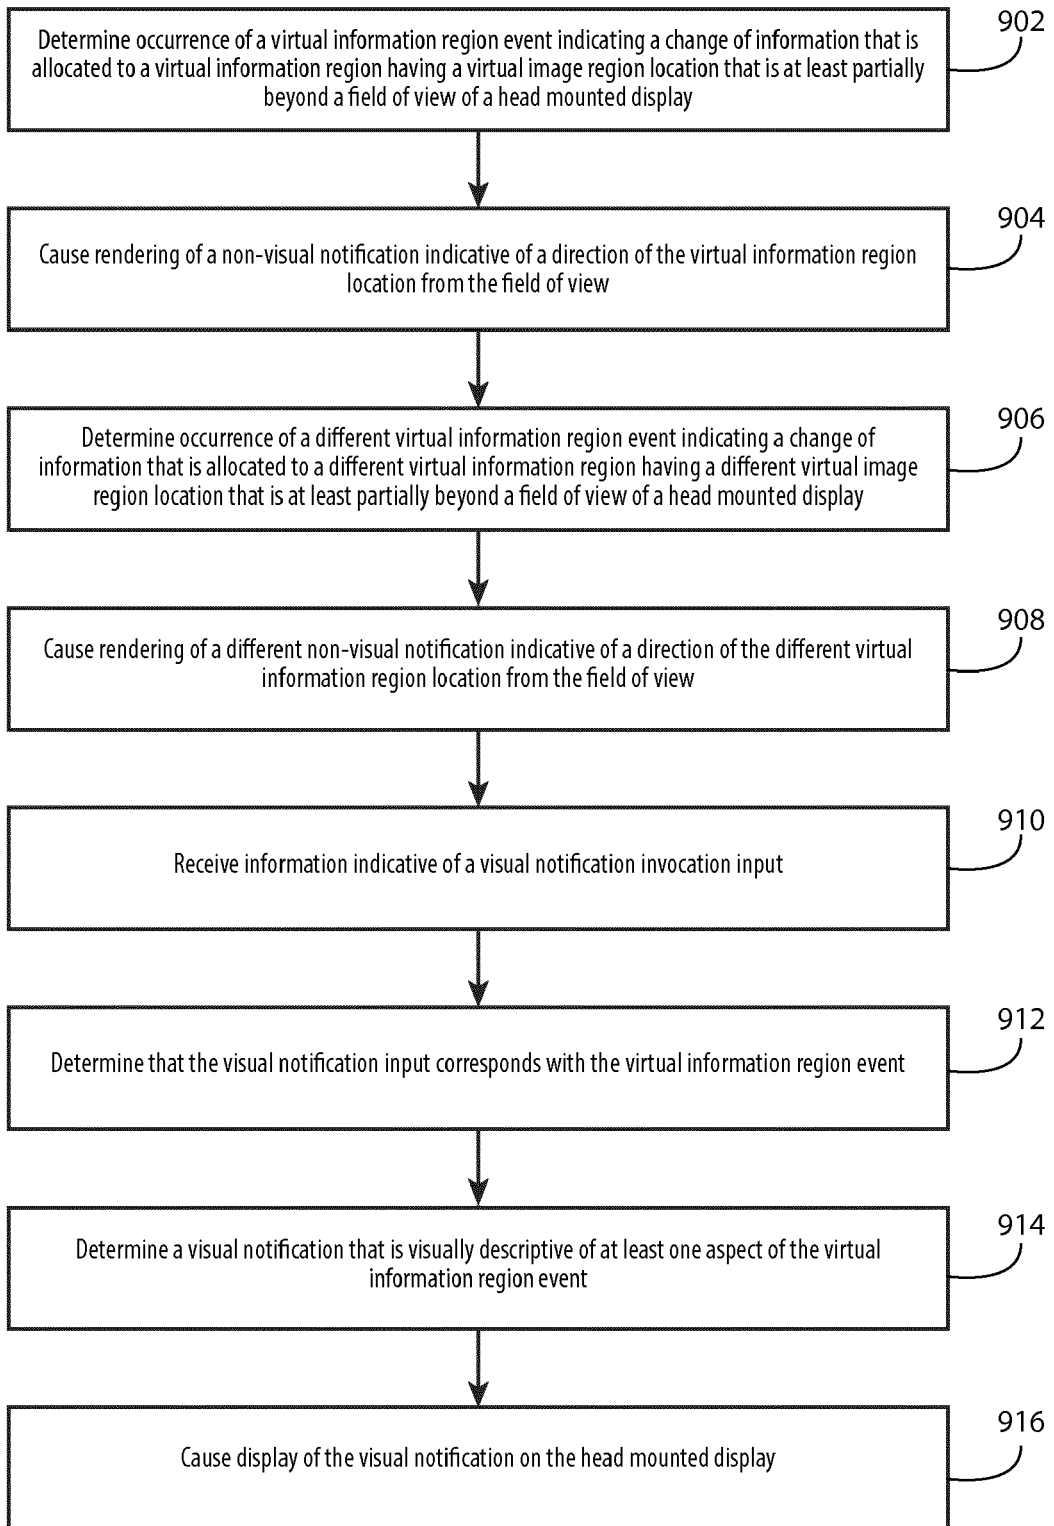 902
Determine occurrence of a virtual information region event indicating a change of information that is
allocated to a virtual information region having a virtual image region location that is at least partially
beyond a field of view of a head mounted display
904
Cause rendering of a non-visual notification indicative of a direction of the virtual information region
location from the field of view
906
Determine occurrence of a different virtual information region event indicating a change of
information that is allocated to a different virtual information region having a different virtual image
region location that is at least partially beyond a field of view of a head mounted display
908
Cause rendering of a different non-visual notification indicative of a direction of the different virtual
information region location from the field of view
910
Receive information indicative of a visual notification invocation input
912
Determine that the visual notification input corresponds with the virtual information region event
914
Determine a visual notification that is visually descriptive of at least one aspect of the virtual
information region event
916
Cause display of the visual notification on the head mounted display